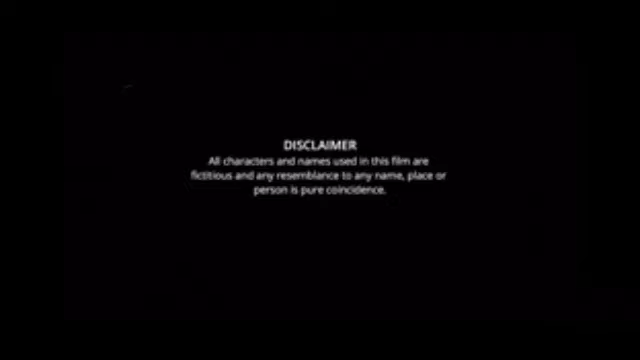 DISCLAIMER
All characters and names used in this film are
fictitious and any resemblance to any name, place or
person is pure coincidence.